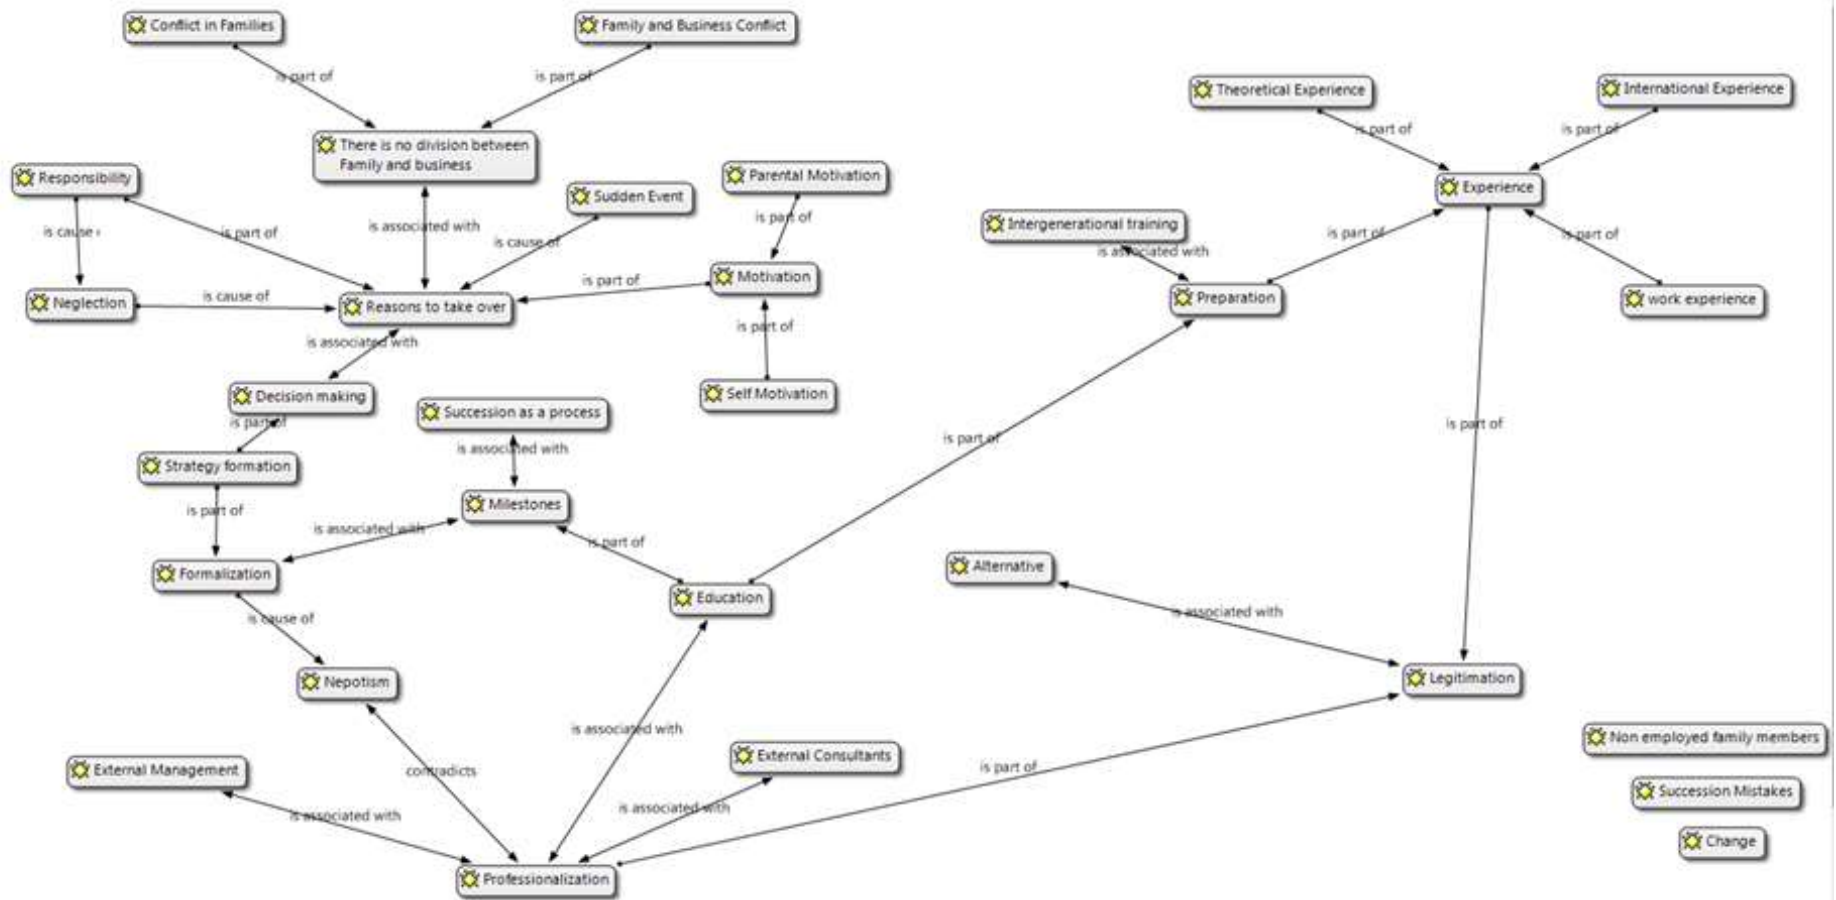 Conflict in Families
Family and Business Conflict
is part of
is part of
Theoretical Experience
International Experience
is part of
is part of
There is no division between
Family and business
Responsibility
Parental Motivation
Experience
Sudden Event
is part of
Intergenerational training
is cause
is part of
is associated with
is cause of
is associated with
is part of
is part of
Neglection
is cause of
Reasons to take over
is part of
Motivation
Preparation
work experience
is associated with
is part of
Decision making
Self Motivation
Succession as a process
is part of
is associated with
is part of
is part of
Strategy formation
Milestones
is part of
is associated with
is part of
Formalization
Alternative
Education
is cause of
is associated with
Nepotism
Legitimation
is associated with
Non employed family members
External Management
contradicts
External Consultants
is part of
Succession Mistakes
is associated with
is associated with
Change
Professionalization